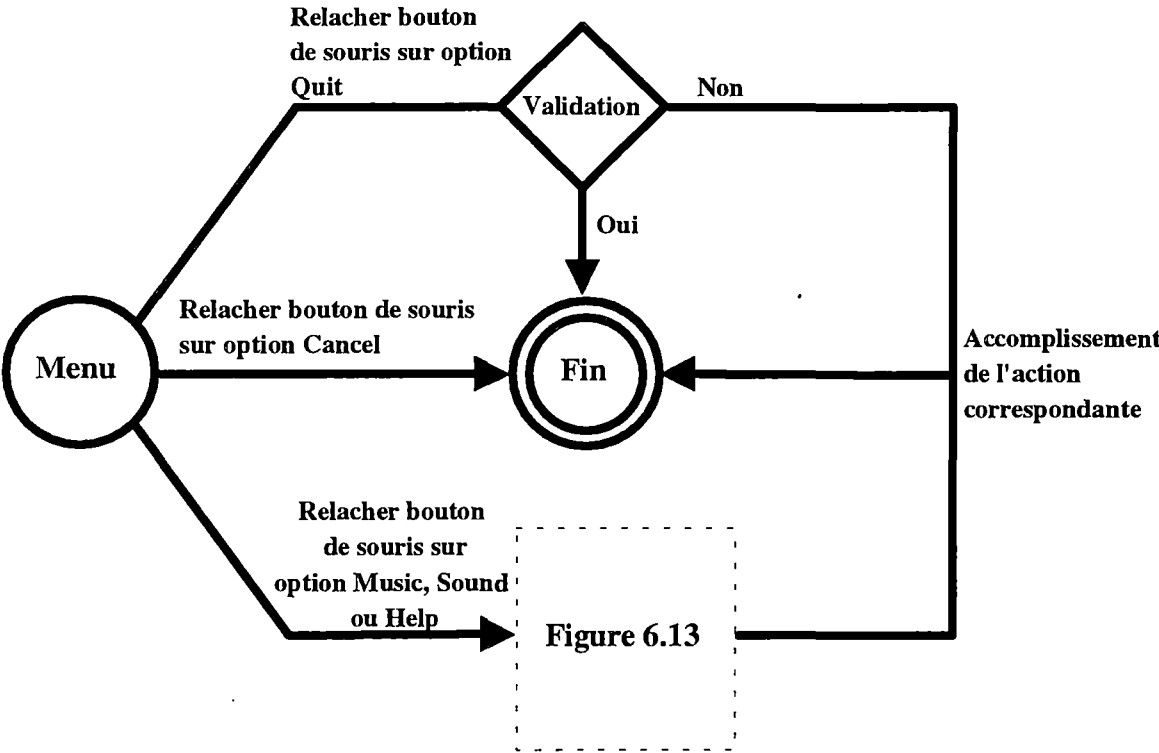 Relacher bouton
de souris sur option
Quit
Validation
Non
Oui
Relacher bouton de souris
sur option Cancel
Menu
Fin
Accomplissement
de l'action
correspondante
Relacher bouton
de souris sur
option Music, Sound
ou Help
Figure 6.13